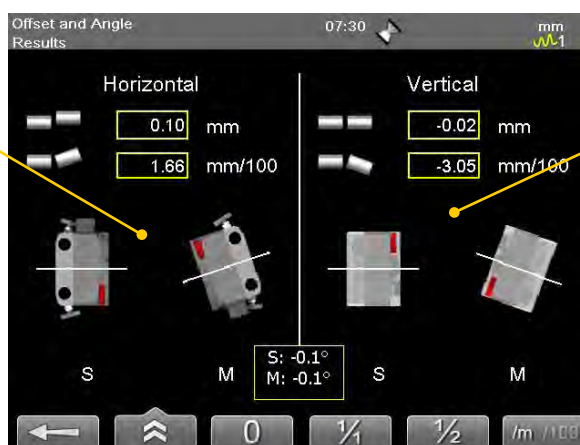 Offset and Angle
Results
07:30
mm
1
Horizontal
0.10 mm
1.66 mm/100
Vertical
-0.02 mm
-3.05 mm/100
S: -0.1°
M: -0.1°
S
M
S
M
0
1/1
1/2
/m /100